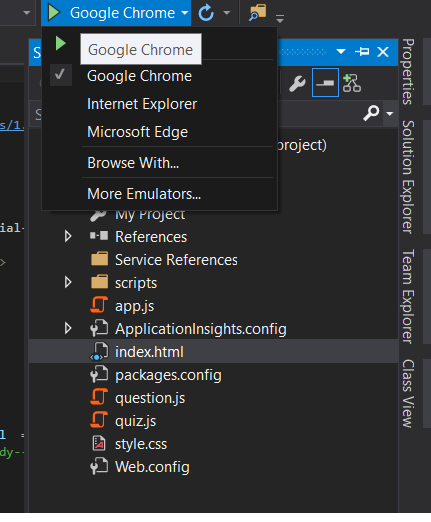 Google Chrome
Google Chrome
Google Chrome
Internet Explorer
Microsoft Edge
Browse With...
More Emulators...
s/1.
project)
ial-
>
My Project
References
Service References
scripts
app.js
ApplicationInsights.config
index.html
packages.config
question.js
quiz.js
style.css
Web.config
l =
dy--
Properties
Solution Explorer
Team Explorer
Class View